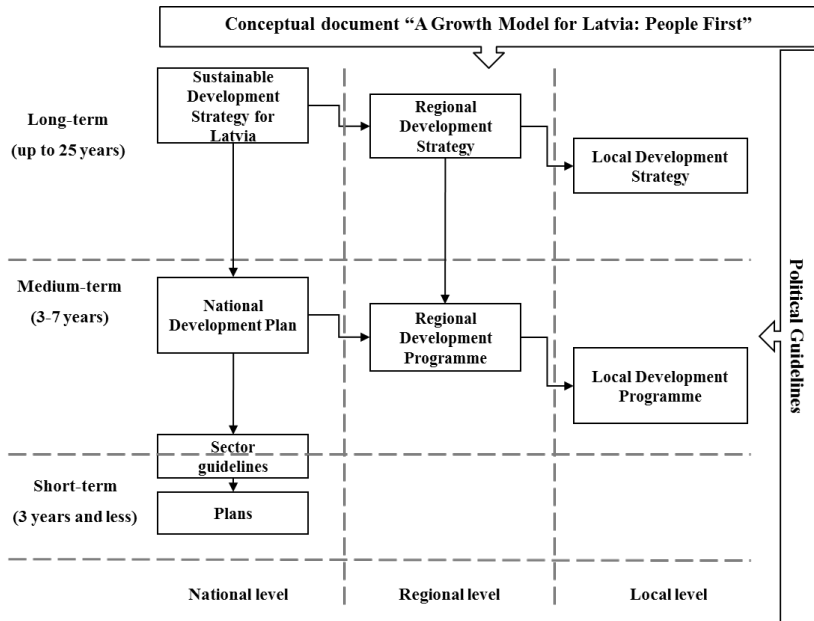 Conceptual document “A Growth Model for Latvia: People First”
Long-term
(up to 25 years)
Sustainable
Development
Strategy for
Latvia
Regional
Development
Strategy
Local Development
Strategy
Medium-term
(3-7 years)
National
Development Plan
Regional
Development
Programme
Local Development
Programme
Sector
guidelines
Short-term
(3 years and less)
Plans
National level
Regional level
Local level
Political Guidelines